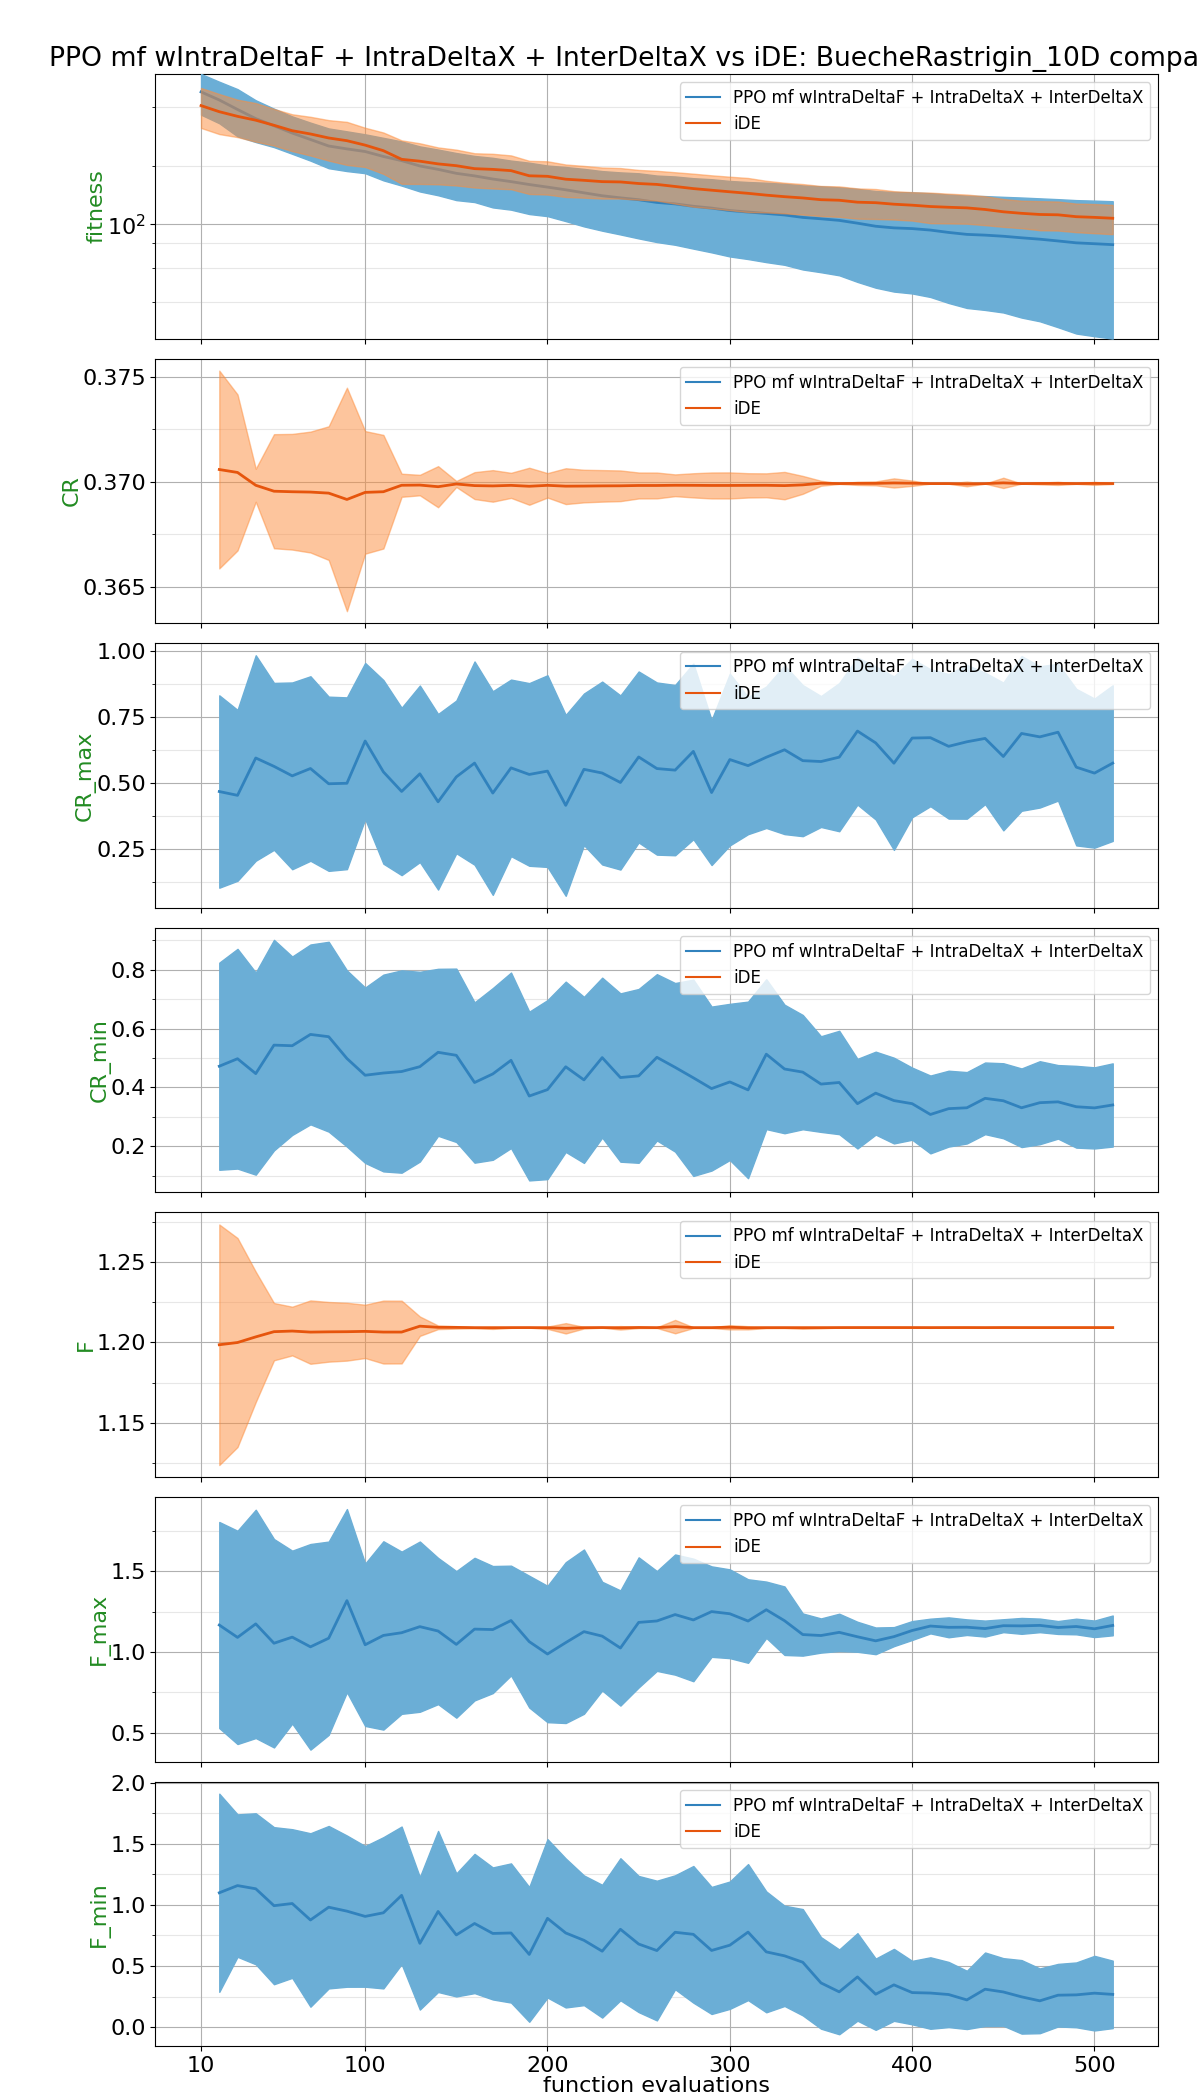 PPO mf wIntraDeltaF + IntraDeltaX + InterDeltaX vs iDE: BuecheRastrigin_10D compa
PPO mf wIntraDeltaF + IntraDeltaX + InterDeltaX
iDE
fitness
10²
PPO mf wIntraDeltaF + IntraDeltaX + InterDeltaX
iDE
CR
0.375
0.370
0.365
PPO mf wIntraDeltaF + IntraDeltaX + InterDeltaX
iDE
CR_max
1.00
0.75
0.50
0.25
PPO mf wIntraDeltaF + IntraDeltaX + InterDeltaX
iDE
CR_min
0.8
0.6
0.4
0.2
PPO mf wIntraDeltaF + IntraDeltaX + InterDeltaX
iDE
F
1.25
1.20
1.15
PPO mf wIntraDeltaF + IntraDeltaX + InterDeltaX
iDE
F_max
1.5
1.0
0.5
PPO mf wIntraDeltaF + IntraDeltaX + InterDeltaX
iDE
F_min
2.0
1.5
1.0
0.5
0.0
10 100 200 300 400 500
function evaluations